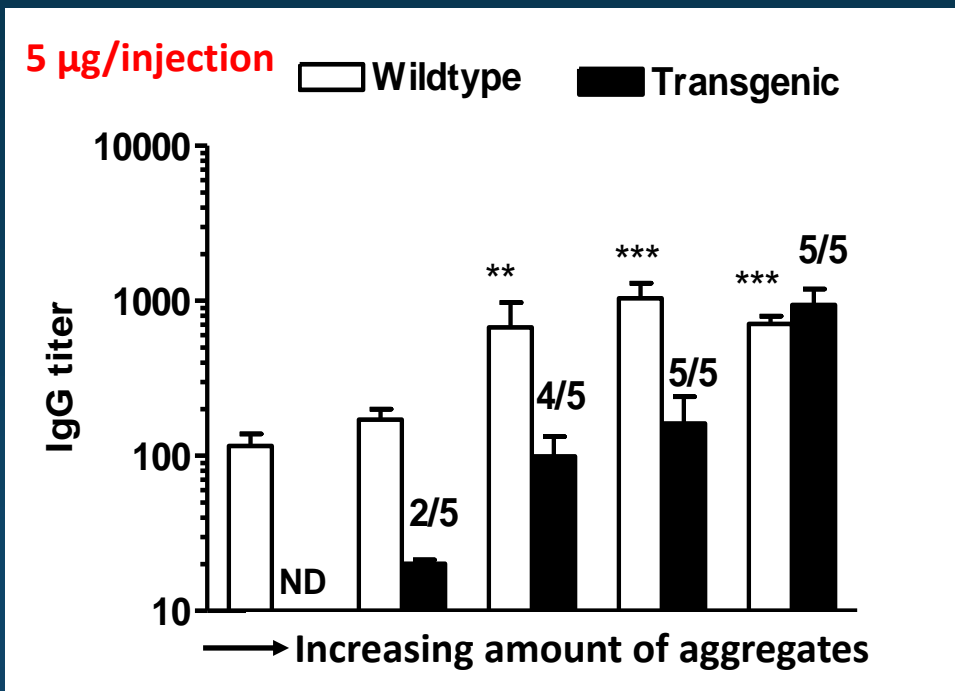 5 µg/injection
Wildtype
Transgenic
IgG titer
10000
1000
100
10
ND
2/5
**
4/5
***
5/5
***
5/5
Increasing amount of aggregates